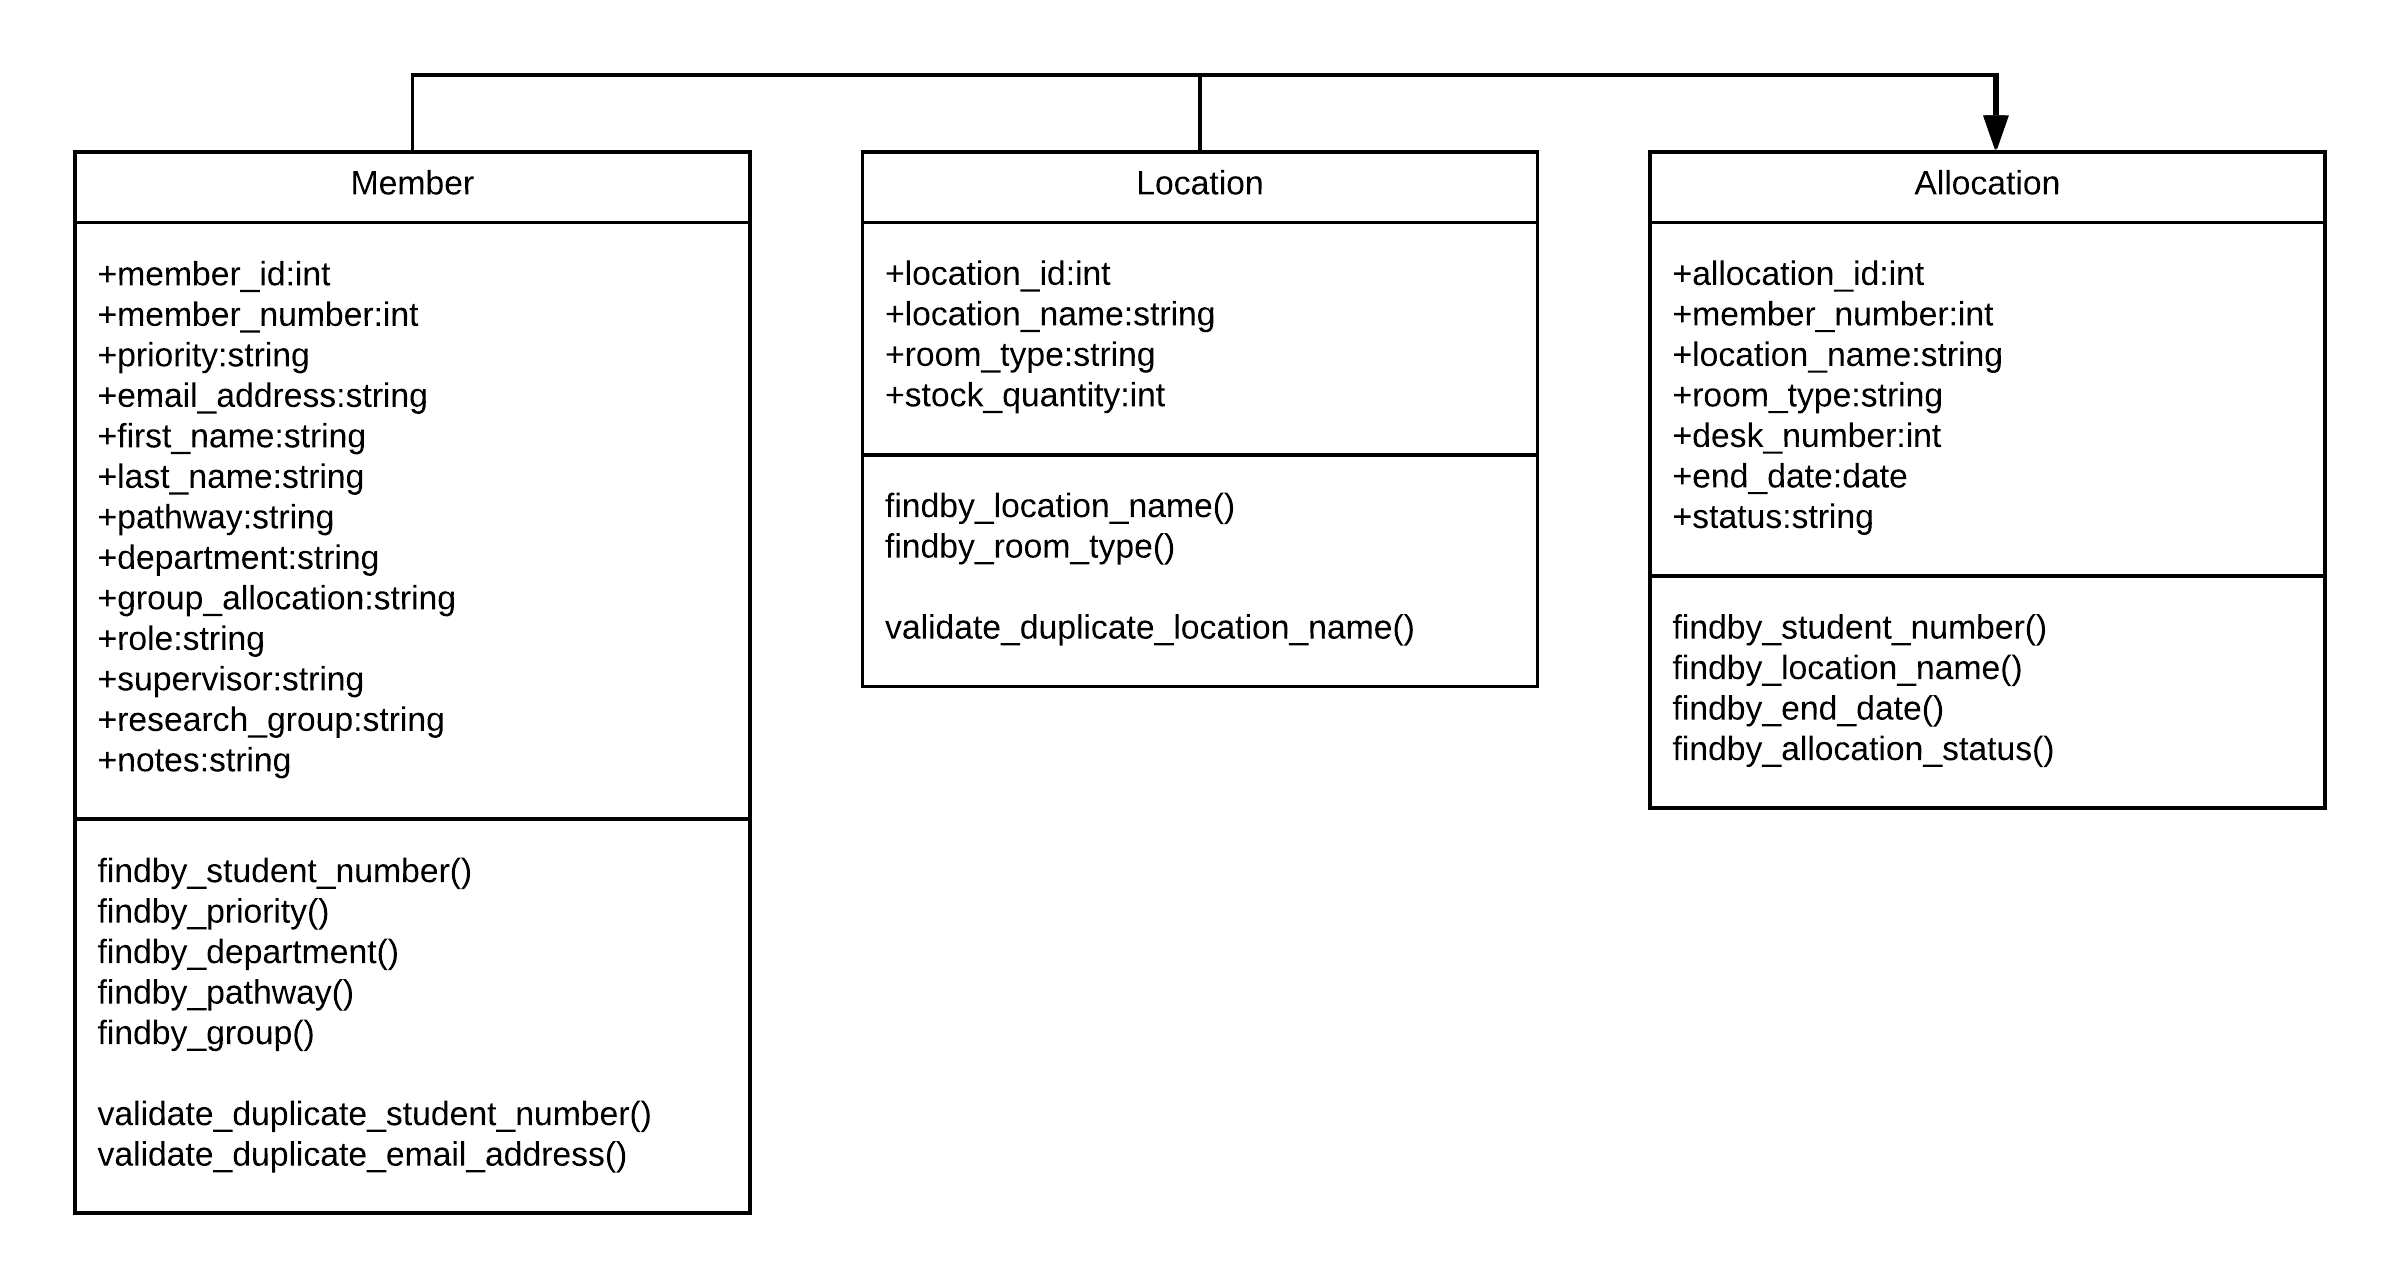 Member
+member_id:int
+member_number:int
+priority:string
+email_address:string
+first_name:string
+last_name:string
+pathway:string
+department:string
+group_allocation:string
+role:string
+supervisor:string
+research_group:string
+notes:string
findby_student_number()
findby_priority()
findby_department()
findby_pathway()
findby_group()
validate_duplicate_student_number()
validate_duplicate_email_address()
Location
+location_id:int
+location_name:string
+room_type:string
+stock_quantity:int
findby_location_name()
findby_room_type()
validate_duplicate_location_name()
Allocation
+allocation_id:int
+member_number:int
+location_name:string
+room_type:string
+desk_number:int
+end_date:date
+status:string
findby_student_number()
findby_location_name()
findby_end_date()
findby_allocation_status()